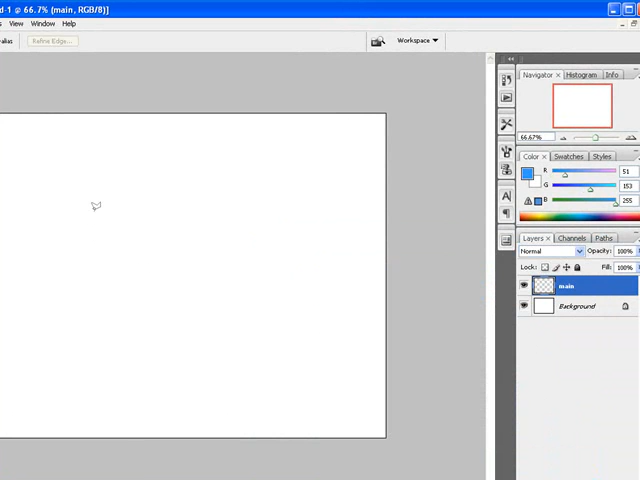 d-1 @ 66.7% (main, RGB/8)]
s View Window Help
alias Refine Edge... Workspace
Navigator Histogram Info
66.67%
Color Swatches Styles
R 51
G 153
B 255
Layers Channels Paths
Normal Opacity: 100%
Lock: Fill: 100%
main
Background